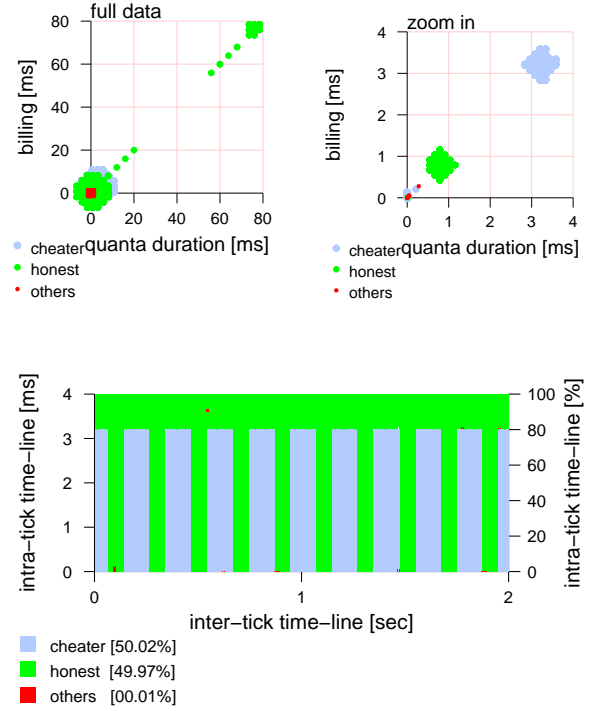 full data
billing [ms]
80
60
40
20
0
0 20 40 60 80
quanta duration [ms]
cheater
honest
others
zoom in
billing [ms]
4
3
2
1
0
0 1 2 3 4
quanta duration [ms]
cheater
honest
others
intra−tick time−line [ms]
4
3
2
1
0
0 1 2
inter−tick time−line [sec]
100
80
60
40
20
0
intra−tick time−line [%]
cheater [50.02%]
honest [49.97%]
others [00.01%]